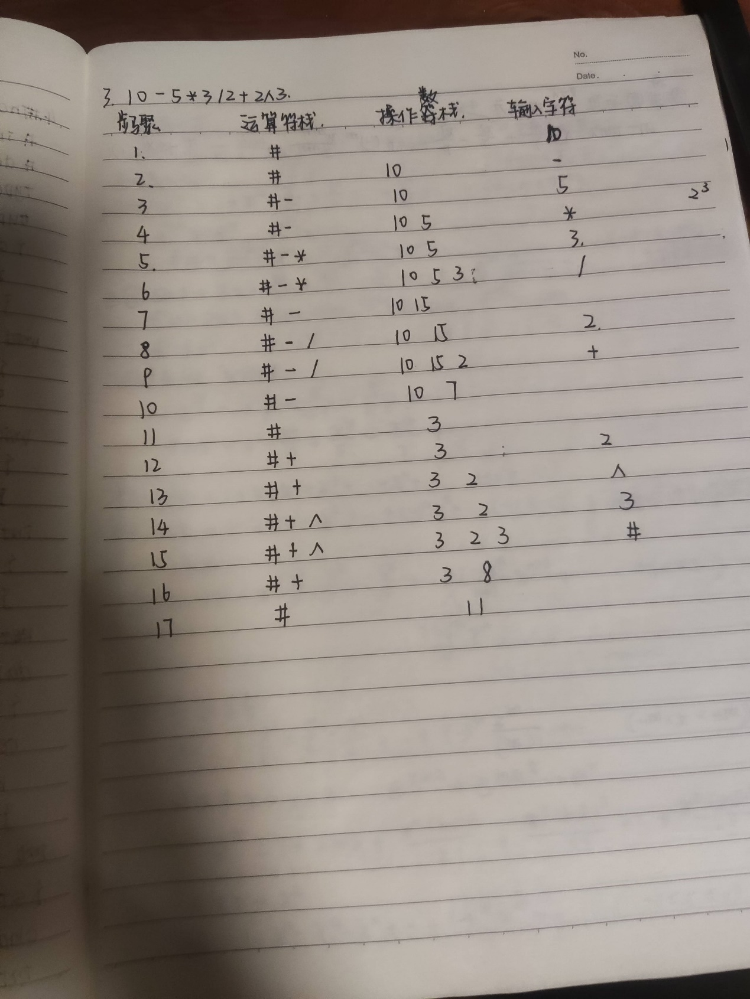 No.
Date.
3. 10-5*3/2+2∧3.
步骤 运算符栈. 操作数栈. 输入字符
1. # 10
2. # 10 -
3 #- 10 5
2³
4 #- 10 5 *
5. #-* 10 5 3.
6 #-* 10 5 3 /
7 #- 10 15
8 #-/ 10 15 2.
9 #-/ 10 15 2 +
10 #- 10 7
11 # 3
12 #+ 3 2
13 #+ 3 2 ∧
14 #+∧ 3 2 3
15 #+∧ 3 2 3 #
16 #+ 3 8
17 # 11